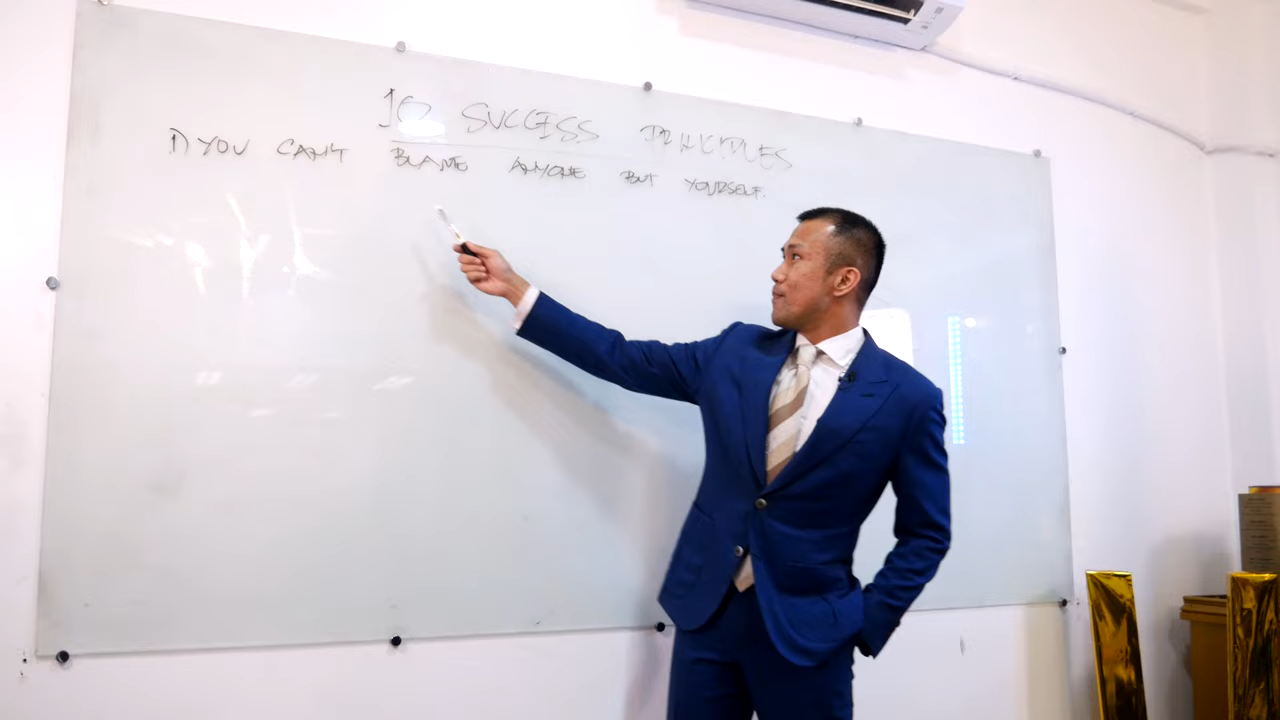 10 SUCCESS PRINCIPLES
1) YOU CAN'T BLAME ANYONE BUT YOURSELF.